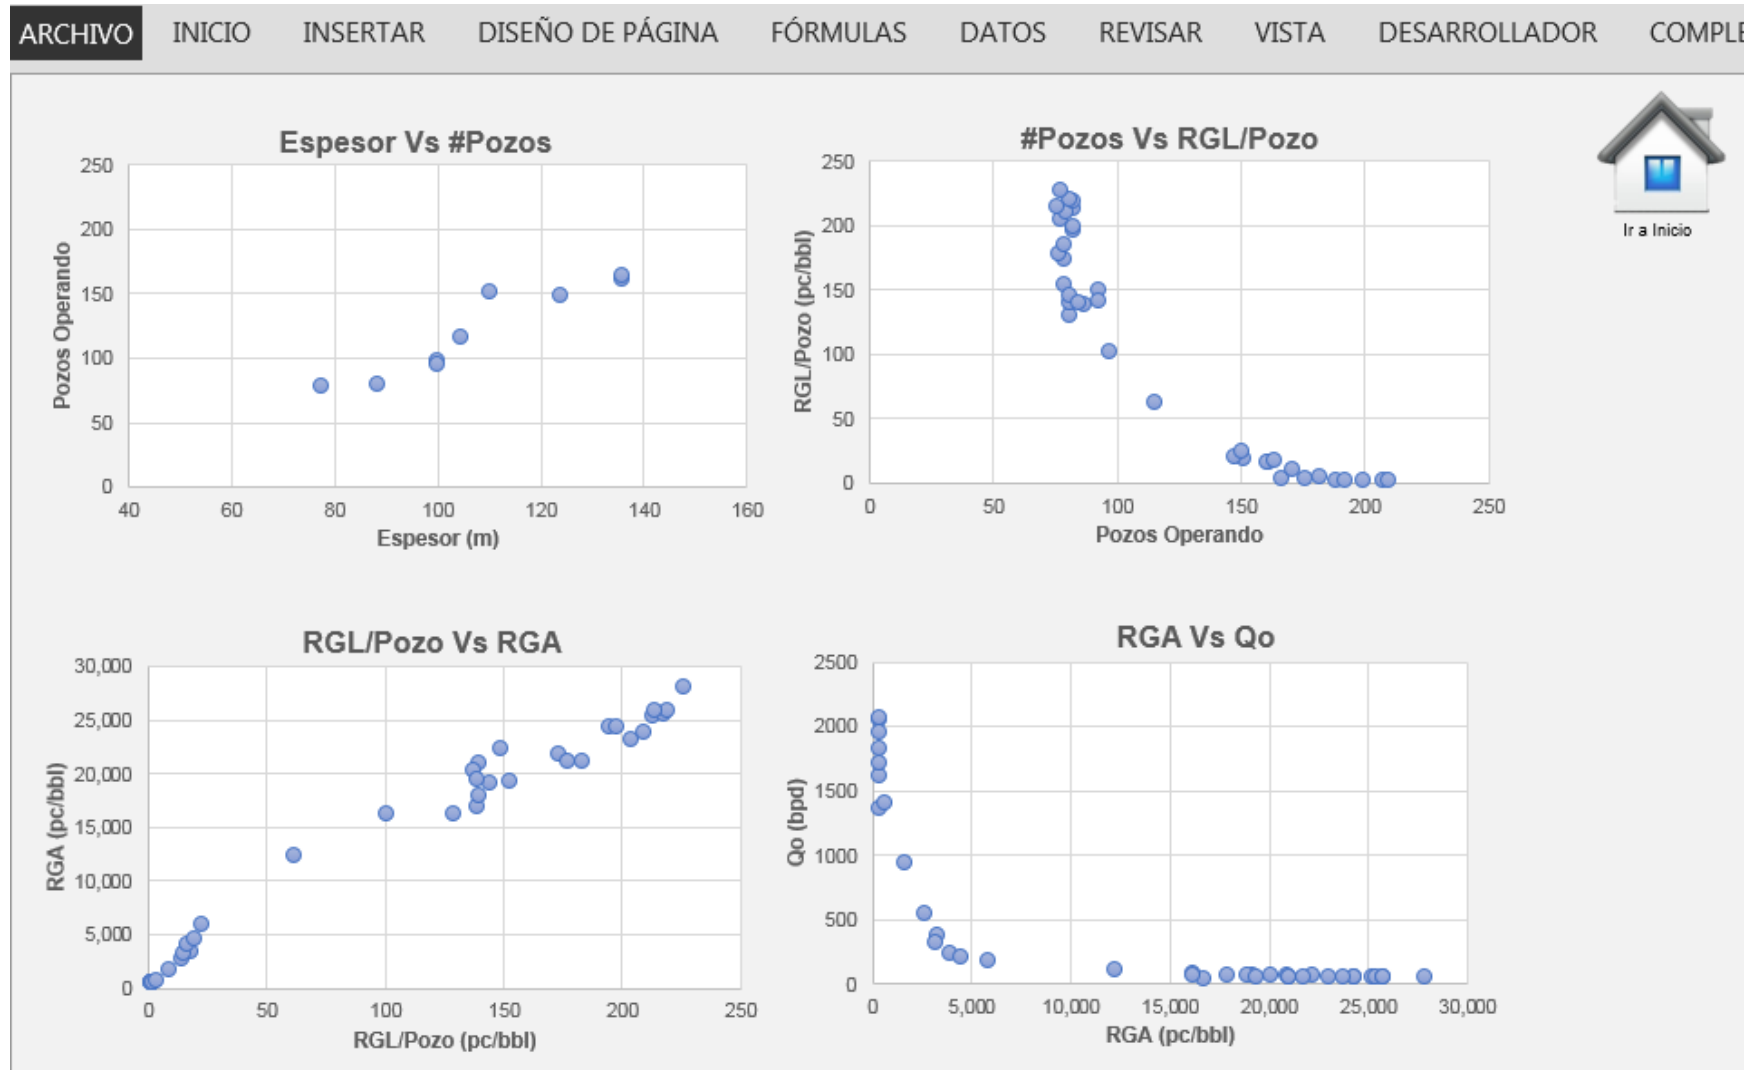 ARCHIVO INICIO INSERTAR DISEÑO DE PÁGINA FÓRMULAS DATOS REVISAR VISTA DESARROLLADOR COMPLE
Espesor Vs #Pozos
Pozos Operando
250
200
150
100
50
0
40 60 80 100 120 140 160
Espesor (m)
#Pozos Vs RGL/Pozo
RGL/Pozo (pc/bbl)
250
200
150
100
50
0
0 50 100 150 200 250
Pozos Operando
Ir a Inicio
RGL/Pozo Vs RGA
RGA (pc/bbl)
30,000
25,000
20,000
15,000
10,000
5,000
0
0 50 100 150 200 250
RGL/Pozo (pc/bbl)
RGA Vs Qo
Qo (bpd)
2500
2000
1500
1000
500
0
0 5,000 10,000 15,000 20,000 25,000 30,000
RGA (pc/bbl)